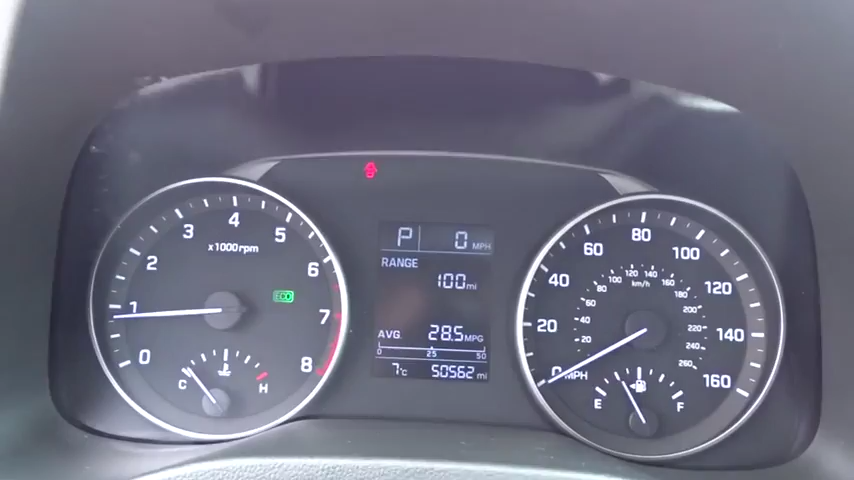 0 1 2 3 4 5 6 7 8
x1000rpm
ECO
C H
P 0 MPH
RANGE
100 mi
AVG. 28.5 MPG
0 25 50
7°C 50562 mi
0 20 40 60 80 100 120 140 160
MPH
20 40 60 80 100 120 140 160 180 200 220 240 260
km/h
E F